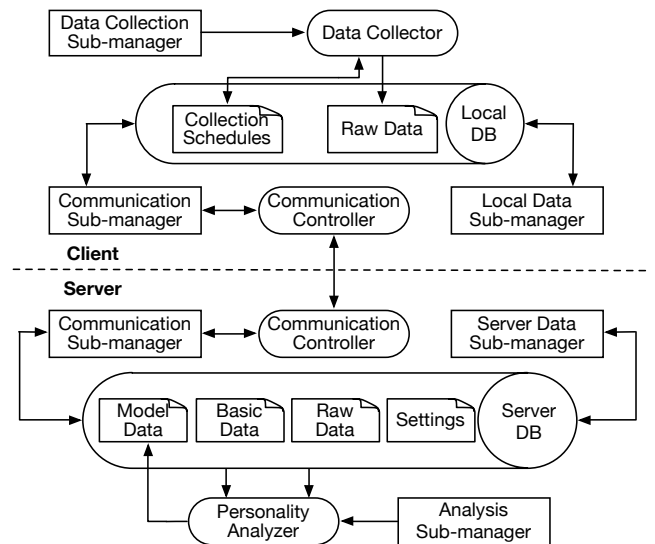 Data Collection
Sub-manager
Data Collector
Collection
Schedules
Raw Data
Local
DB
Communication
Sub-manager
Communication
Controller
Local Data
Sub-manager
Client
Server
Communication
Sub-manager
Communication
Controller
Server Data
Sub-manager
Model
Data
Basic
Data
Raw
Data
Settings
Server
DB
Personality
Analyzer
Analysis
Sub-manager